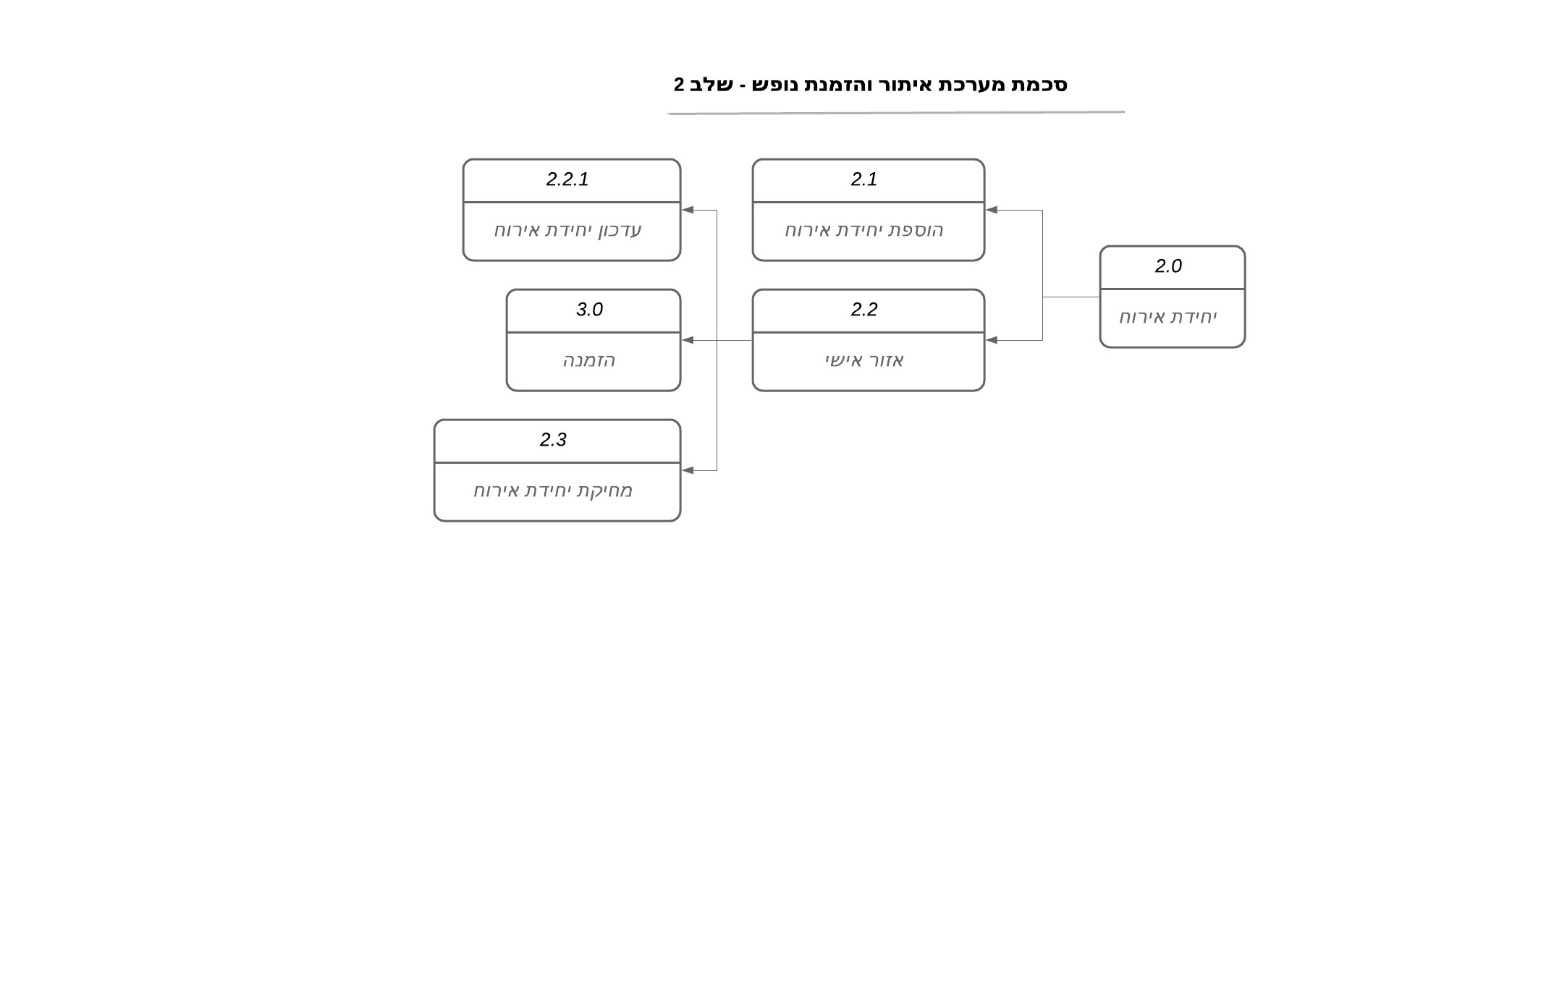 סכמת מערכת איתור והזמנת נופש - שלב 2
2.0
יחידת אירוח
2.1
הוספת יחידת אירוח
2.2
אזור אישי
2.2.1
עדכון יחידת אירוח
3.0
הזמנה
2.3
מחיקת יחידת אירוח